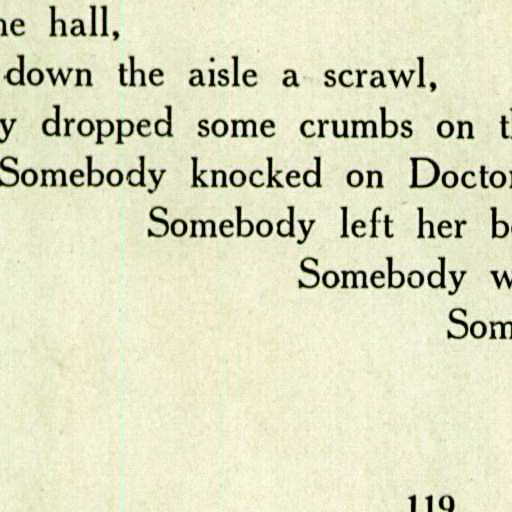 he hall,
down the aisle a scrawl,
y dropped some crumbs on th
Somebody knocked on Doctor
Somebody left her b
Somebody w
Som
119